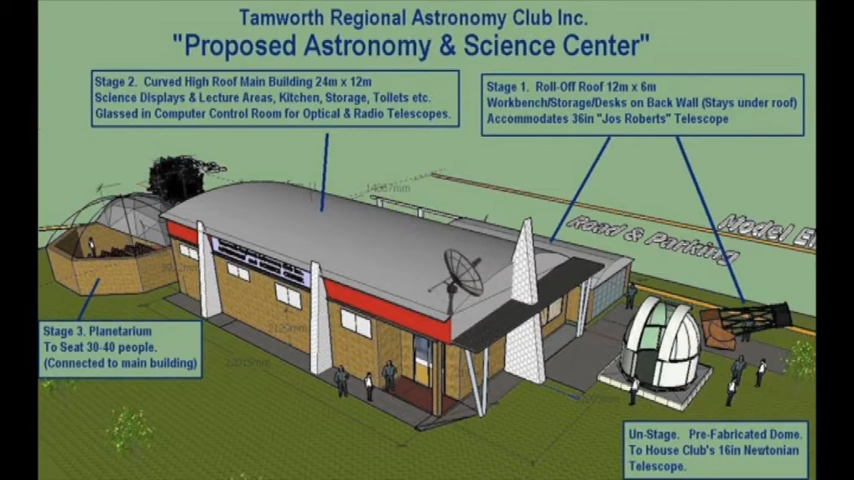 Tamworth Regional Astronomy Club Inc.
"Proposed Astronomy & Science Center"
Stage 2. Curved High Roof Main Building 24m x 12m
Science Displays & Lecture Areas, Kitchen, Storage, Toilets etc.
Glassed in Computer Control Room for Optical & Radio Telescopes.
Stage 1. Roll-Off Roof 12m x 6m
Workbench/Storage/Desks on Back Wall (Stays under roof)
Accommodates 36in "Jos Roberts" Telescope
Road & Parking
Model
Stage 3. Planetarium
To Seat 30-40 people.
(Connected to main building)
Un-Stage. Pre-Fabricated Dome.
To House Club's 16in Newtonian
Telescope.